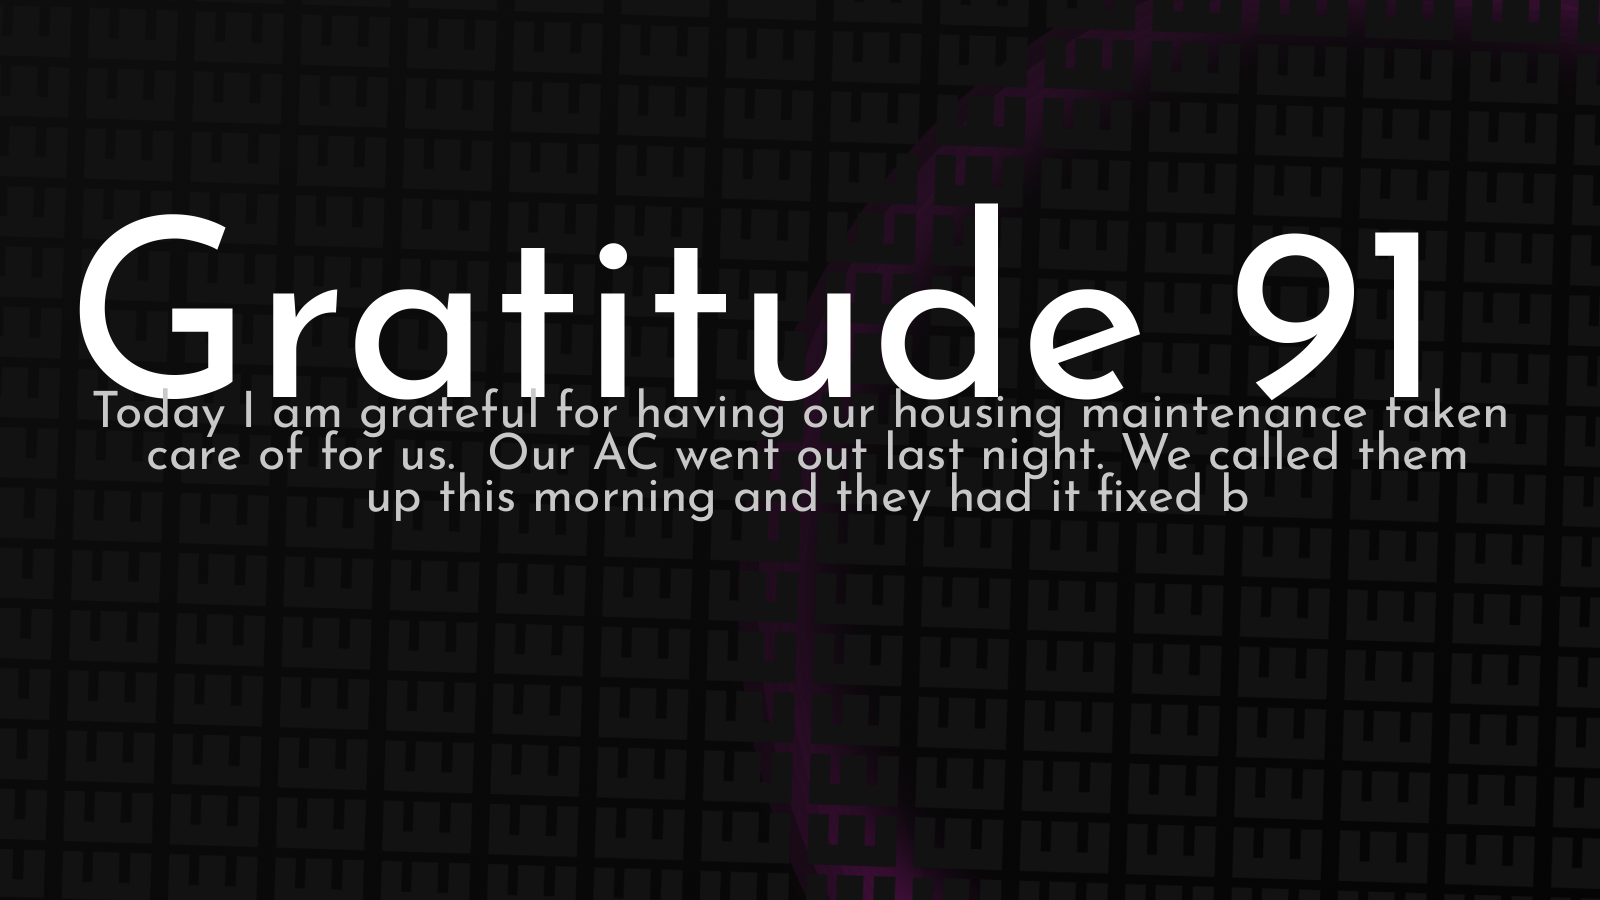 Gratitude 91
Today I am grateful for having our housing maintenance taken
care of for us.  Our AC went out last night. We called them
up this morning and they had it fixed b